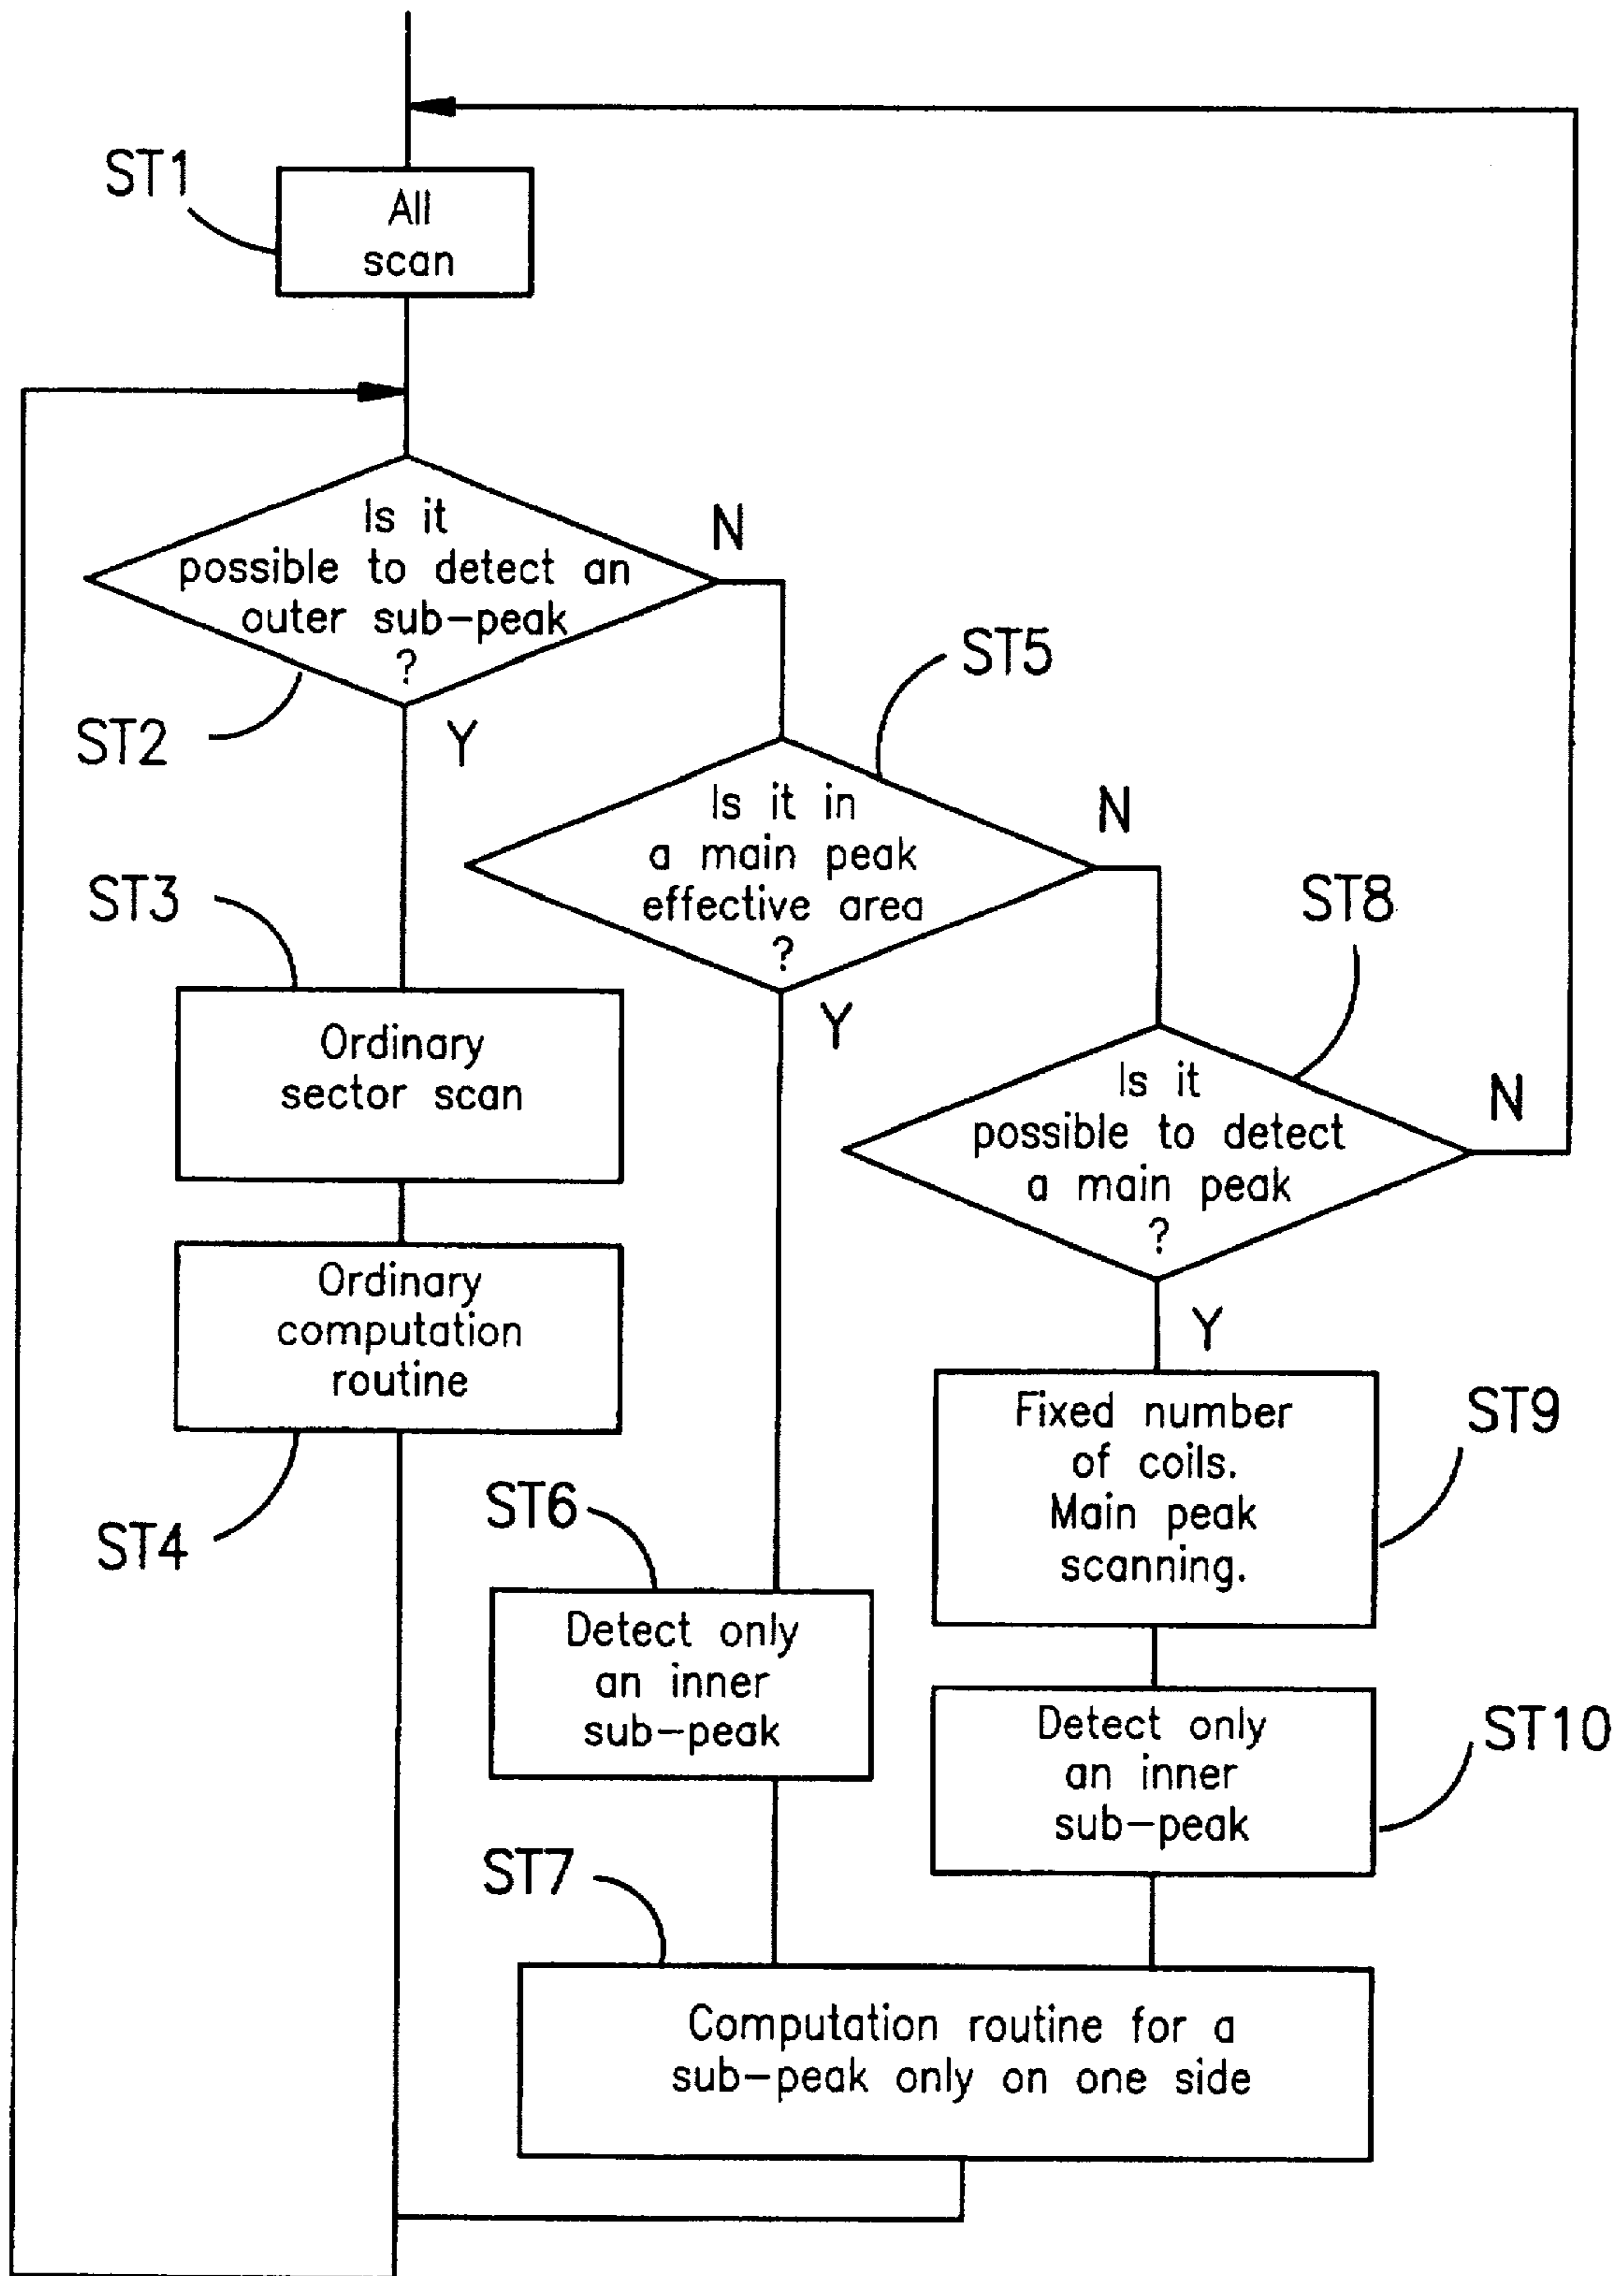 ST1
All
scan
Is it
possible to detect an
outer sub-peak
?
N
ST2
Y
ST5
Is it in
a main peak
effective area
?
N
Y
ST3
Ordinary
sector scan
ST8
Is it
possible to detect
a main peak
?
N
Y
Ordinary
computation
routine
ST4
ST9
Fixed number
of coils.
Main peak
scanning.
ST6
Detect only
an inner
sub-peak
ST10
Detect only
an inner
sub-peak
ST7
Computation routine for a
sub-peak only on one side